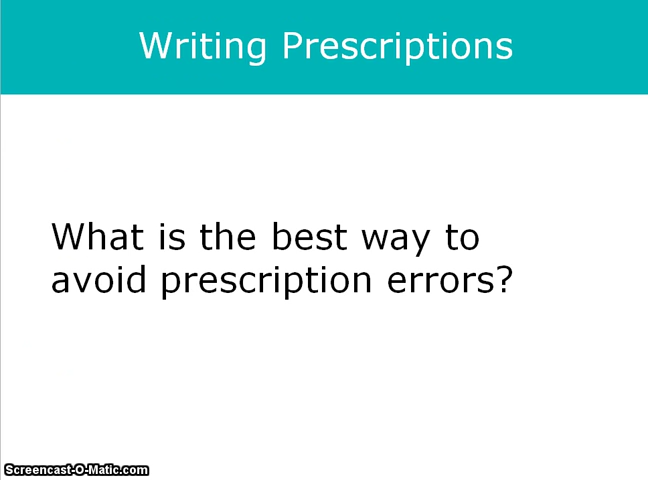 Writing Prescriptions
What is the best way to
avoid prescription errors?
Screencast-O-Matic.com